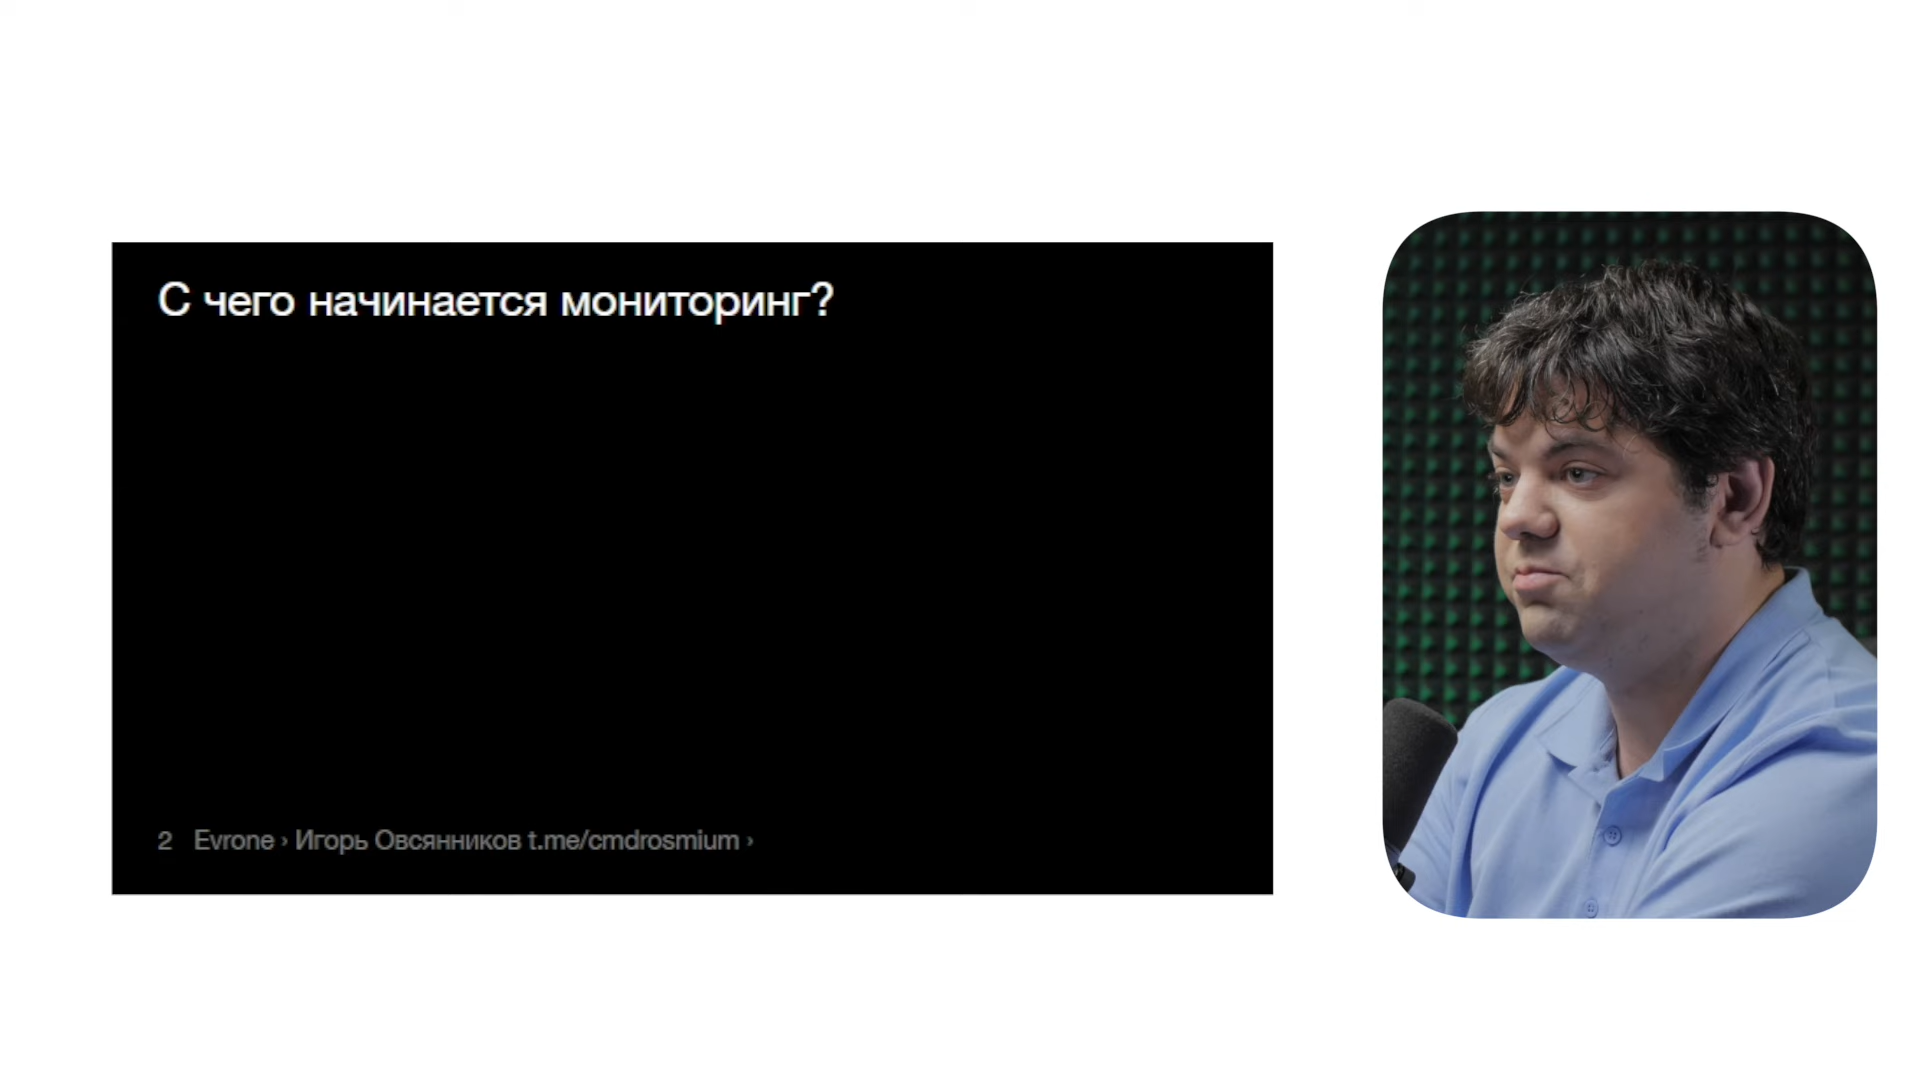 С чего начинается мониторинг?
2 Evrone › Игорь Овсянников t.me/cmdrosmium ›